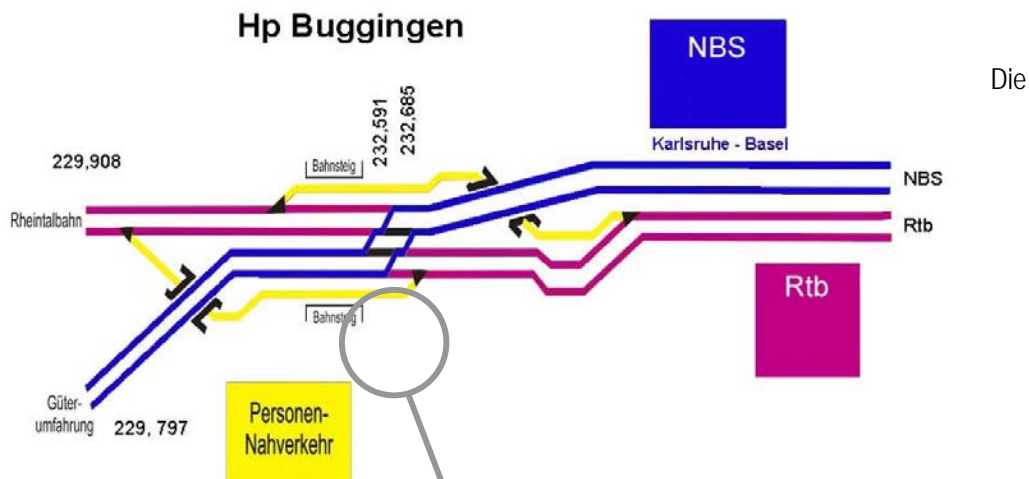 Hp Buggingen
NBS
Die
232,591
232,685
Karlsruhe - Basel
229,908
Bahnsteig
NBS
Rheintalbahn
Rtb
Rtb
Bahnsteig
Güter-
umfahrung
229, 797
Personen-
Nahverkehr